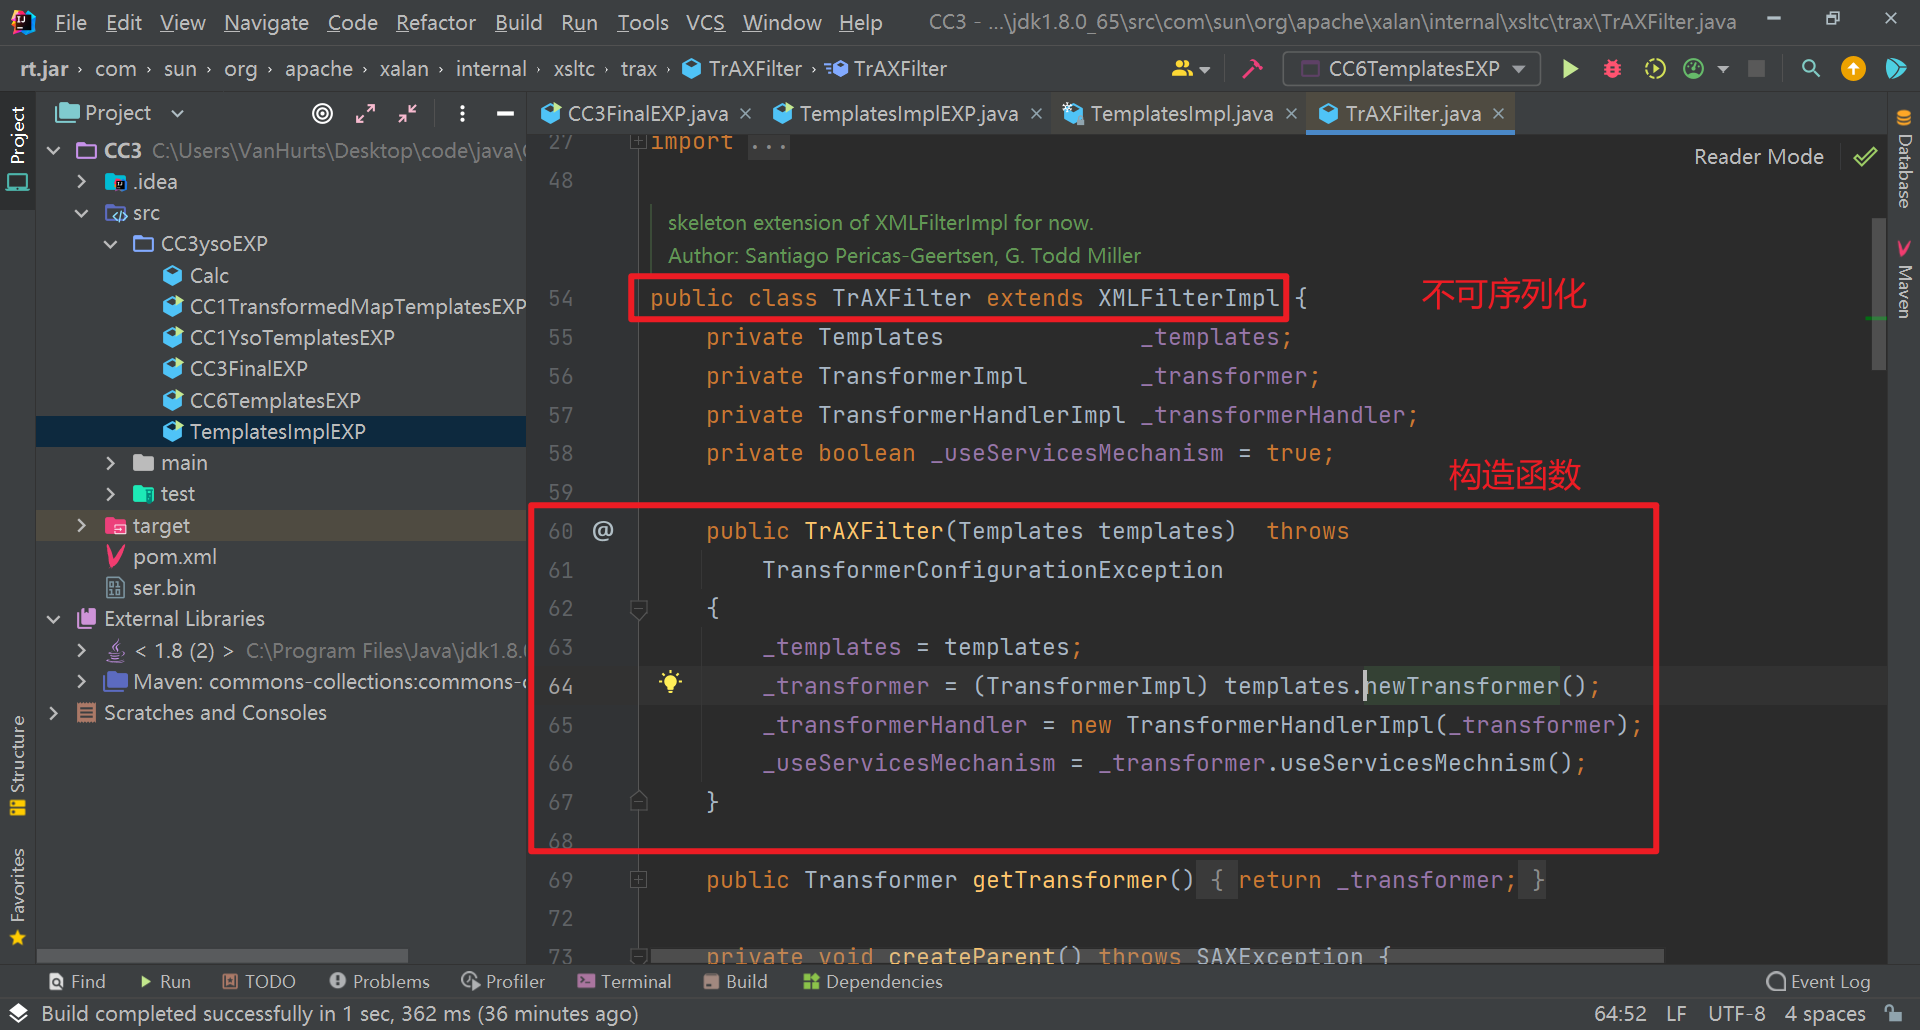 File Edit View Navigate Code Refactor Build Run Tools VCS Window Help CC3 - ...\jdk1.8.0_65\src\com\sun\org\apache\xalan\internal\xsltc\trax\TrAXFilter.java
rt.jar com sun org apache xalan internal xsltc trax TrAXFilter TrAXFilter CC6TemplatesEXP
Project
CC3FinalEXP.java TemplatesImplEXP.java TemplatesImpl.java TrAXFilter.java
Project
CC3 C:\Users\VanHurts\Desktop\code\java\
.idea
src
CC3ysoEXP
Calc
CC1TransformedMapTemplatesEXP
CC1YsoTemplatesEXP
CC3FinalEXP
CC6TemplatesEXP
TemplatesImplEXP
main
test
target
pom.xml
ser.bin
External Libraries
< 1.8 (2) > C:\Program Files\Java\jdk1.8.
Maven: commons-collections:commons-
Scratches and Consoles
Structure
Favorites
Reader Mode
27 import ...
48
skeleton extension of XMLFilterImpl for now.
Author: Santiago Pericas-Geertsen, G. Todd Miller
54 public class TrAXFilter extends XMLFilterImpl {
不可序列化
55 private Templates _templates;
56 private TransformerImpl _transformer;
57 private TransformerHandlerImpl _transformerHandler;
58 private boolean _useServicesMechanism = true;
构造函数
59
60 @ public TrAXFilter(Templates templates) throws
61 TransformerConfigurationException
62 {
63 _templates = templates;
64 _transformer = (TransformerImpl) templates.newTransformer();
65 _transformerHandler = new TransformerHandlerImpl(_transformer);
66 _useServicesMechanism = _transformer.useServicesMechnism();
67 }
68
69 public Transformer getTransformer() { return _transformer; }
72
73 private void createParent() throws SAXException {
Database
Maven
Find Run TODO Problems Profiler Terminal Build Dependencies Event Log
Build completed successfully in 1 sec, 362 ms (36 minutes ago) 64:52 LF UTF-8 4 spaces